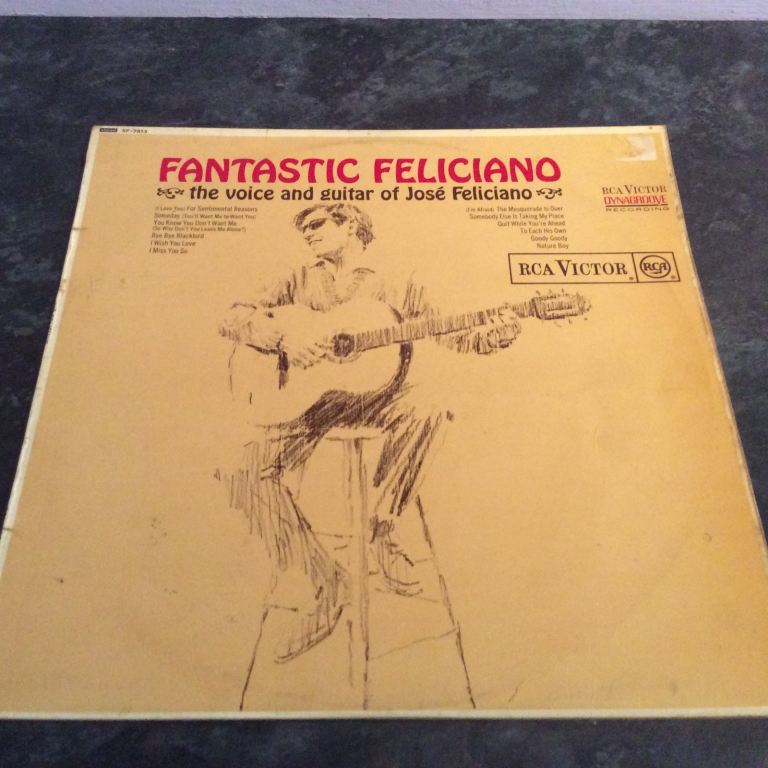 stereo SF-7813
FANTASTIC FELICIANO
the voice and guitar of José Feliciano
(I Love You) For Sentimental Reasons
Someday (You'll Want Me to Want You)
You Know You Don't Want Me
(So Why Don't You Leave Me Alone?)
Bye Bye Blackbird
I Wish You Love
I Miss You So
(I'm Afraid) The Masquerade Is Over
Somebody Else Is Taking My Place
Quit While You're Ahead
To Each His Own
Goody Goody
Nature Boy
RCA VICTOR
DYNAGROOVE
RECORDING
RCA VICTOR RCA